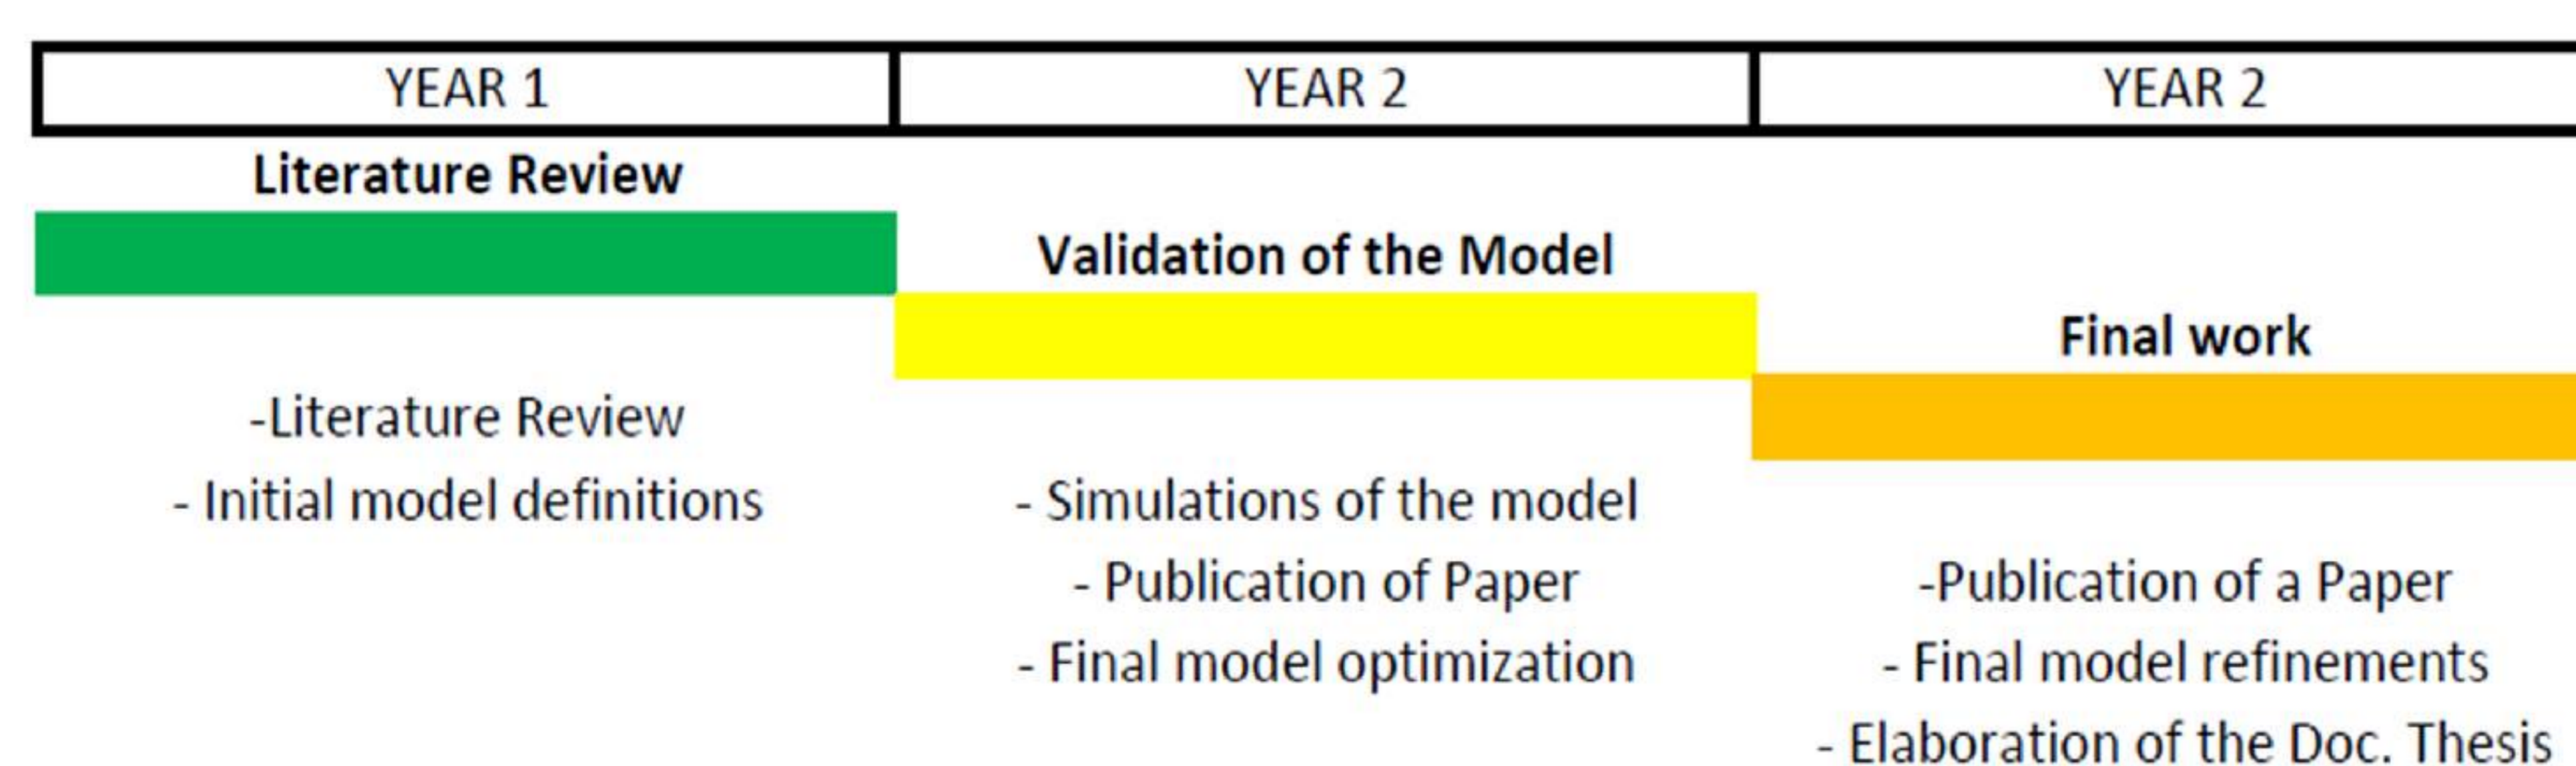 YEAR 1
YEAR 2
YEAR 2
Literature Review
Validation of the Model
Final work
-Literature Review
- Initial model definitions
- Simulations of the model
- Publication of Paper
- Final model optimization
-Publication of a Paper
- Final model refinements
- Elaboration of the Doc. Thesis